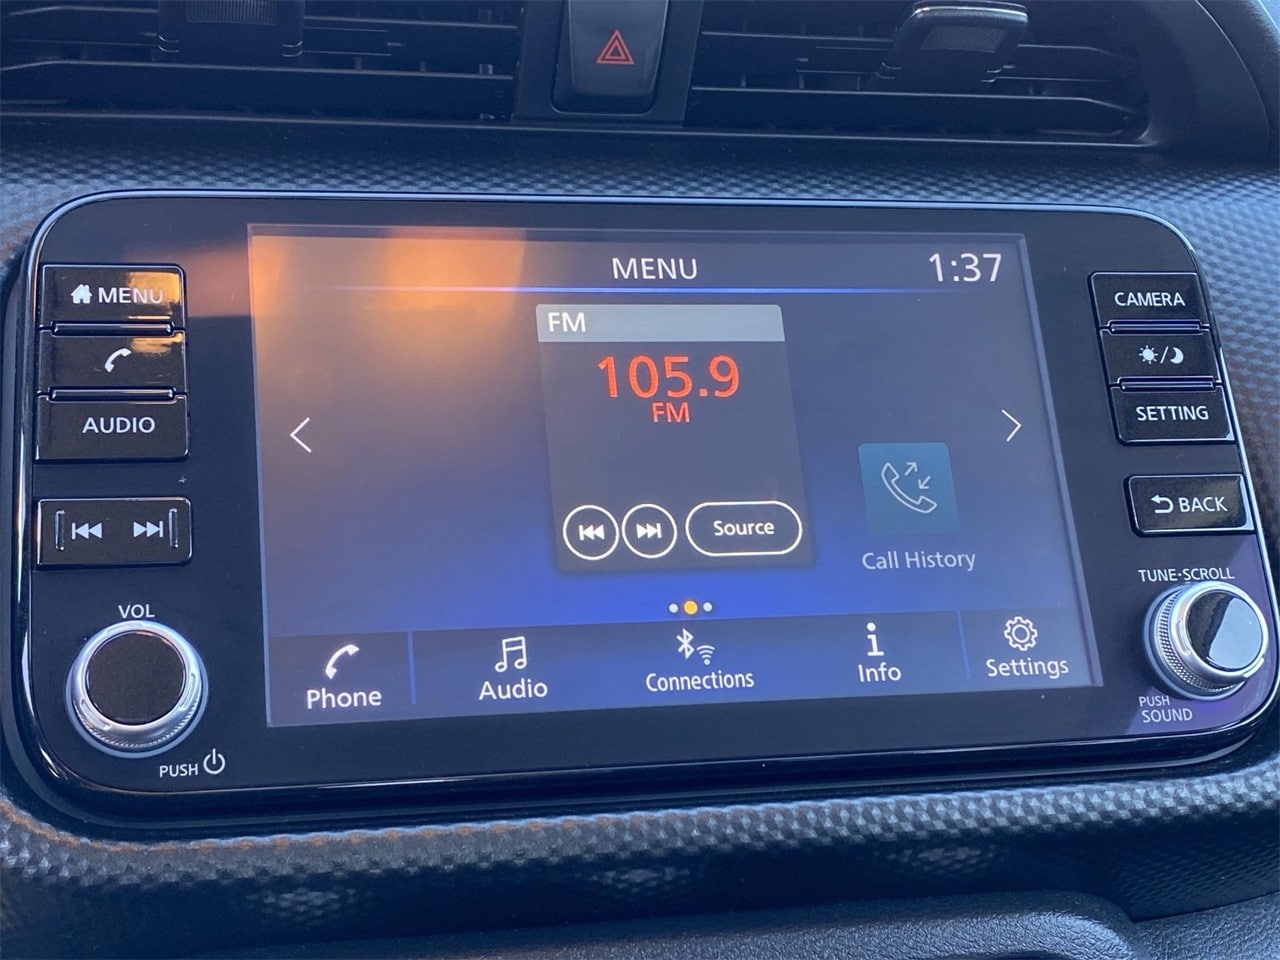 MENU
AUDIO
VOL
PUSH
MENU
1:37
FM
105.9
FM
Source
Call History
Phone
Audio
Connections
Info
Settings
CAMERA
SETTING
BACK
TUNE·SCROLL
PUSH
SOUND